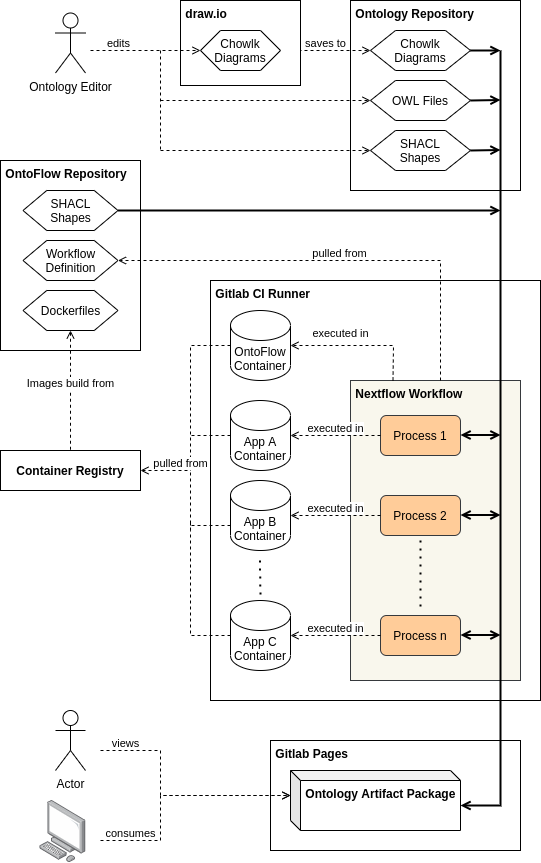 draw.io
Ontology Repository
edits
Chowlk
Diagrams
saves to
Chowlk
Diagrams
Ontology Editor
OWL Files
SHACL
Shapes
OntoFlow Repository
SHACL
Shapes
Workflow
Definition
pulled from
Dockerfiles
Gitlab CI Runner
OntoFlow
Container
executed in
Images build from
Nextflow Workflow
App A
Container
executed in
Process 1
Container Registry
pulled from
App B
Container
executed in
Process 2
App C
Container
executed in
Process n
views
Actor
Gitlab Pages
Ontology Artifact Package
consumes